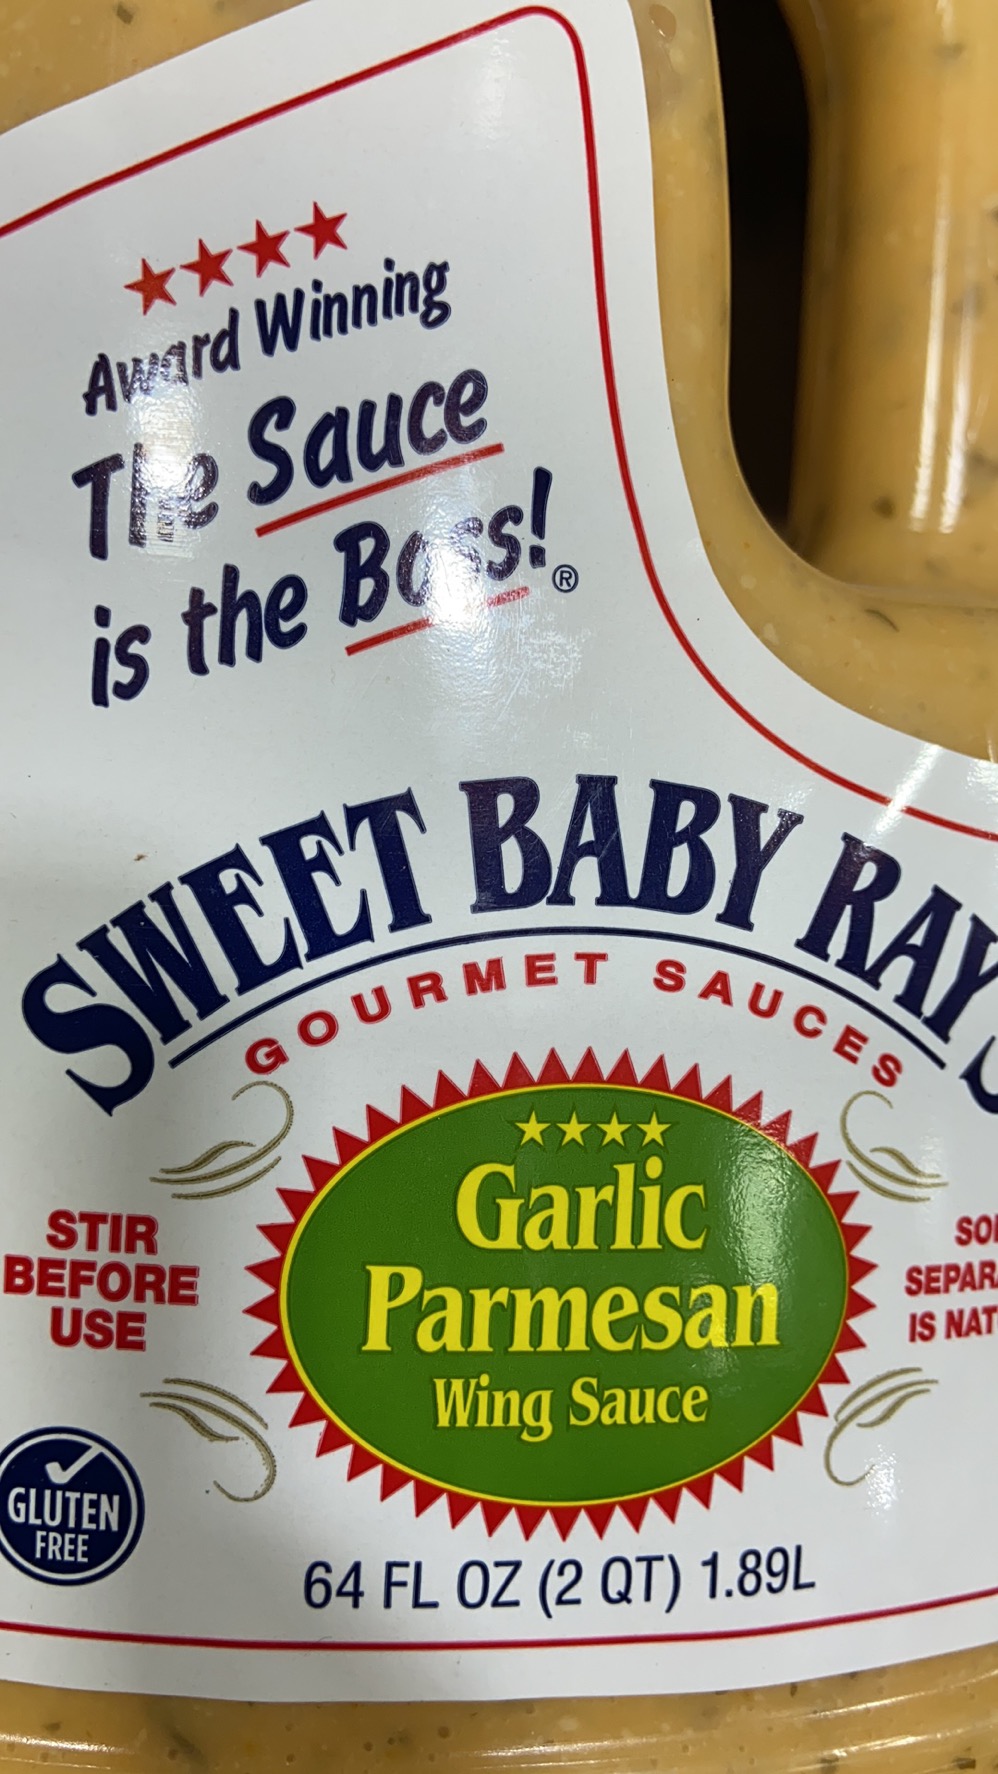 Award Winning
The Sauce
is the Boss!®
SWEET BABY RAY'S
GOURMET SAUCES
Garlic
Parmesan
Wing Sauce
STIR
BEFORE
USE
IS
GLUTEN
FREE
64 FL OZ (2 QT) 1.89L